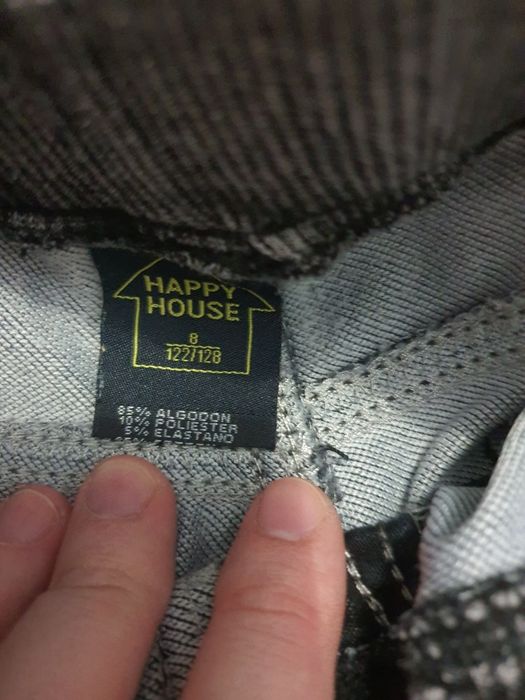 HAPPY
HOUSE
8
122/128
85% ALGODON
10% POLIESTER
5% ELASTANO